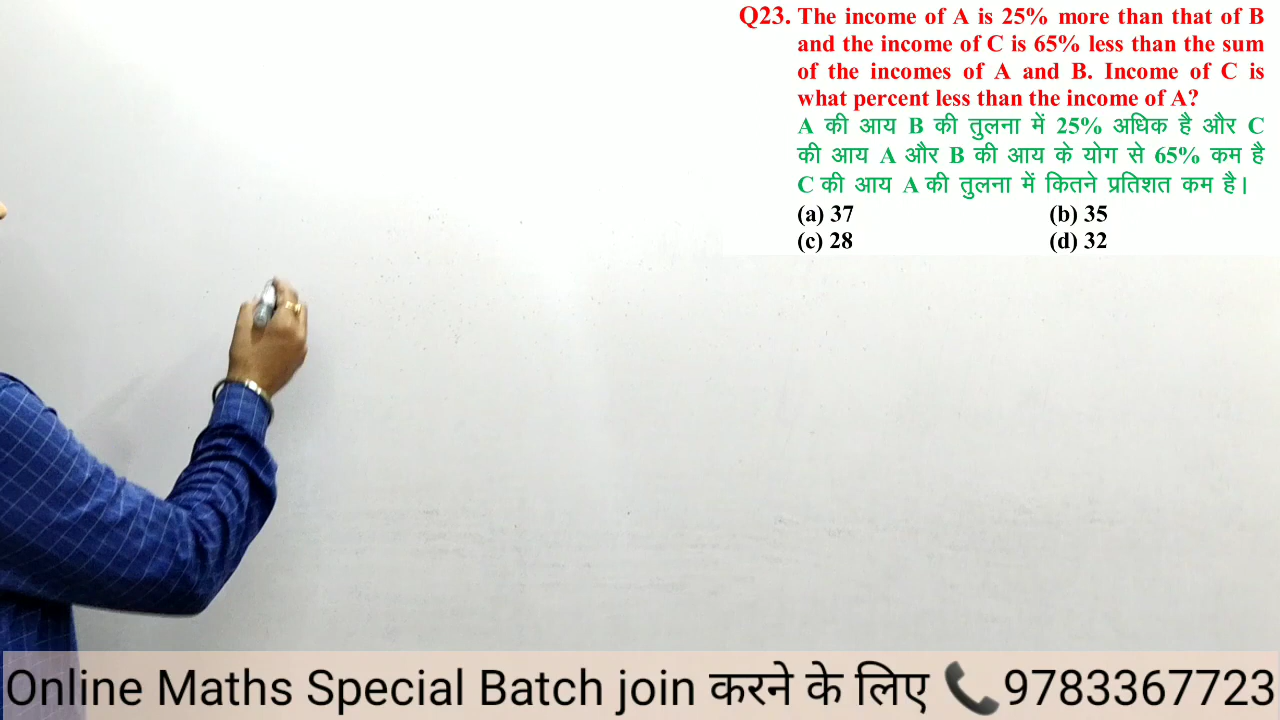 Q23. The income of A is 25% more than that of B
and the income of C is 65% less than the sum
of the incomes of A and B. Income of C is
what percent less than the income of A?
A की आय B की तुलना में 25% अधिक है और C
की आय A और B की आय के योग से 65% कम है
C की आय A की तुलना में कितने प्रतिशत कम है।
(a) 37 (b) 35
(c) 28 (d) 32
Online Maths Special Batch join करने के लिए 📞9783367723